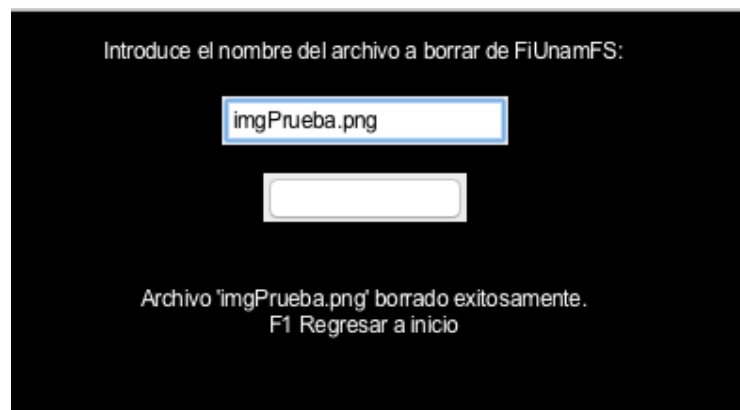 Introduce el nombre del archivo a borrar de FiUnamFS:
imgPrueba.png
Archivo 'imgPrueba.png' borrado exitosamente.
F1 Regresar a inicio